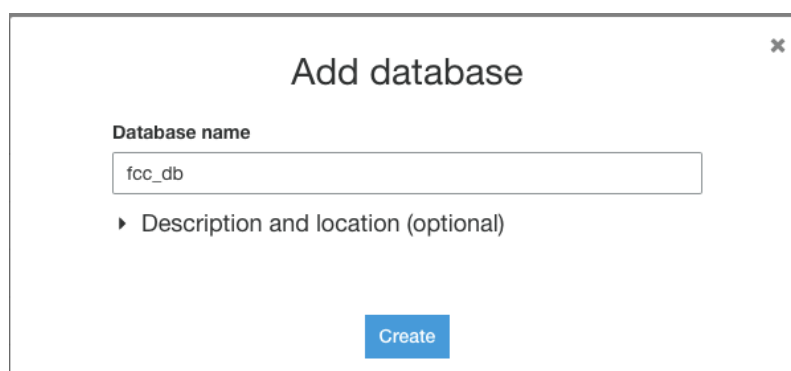 Add database
Database name
fcc_db
Description and location (optional)
Create